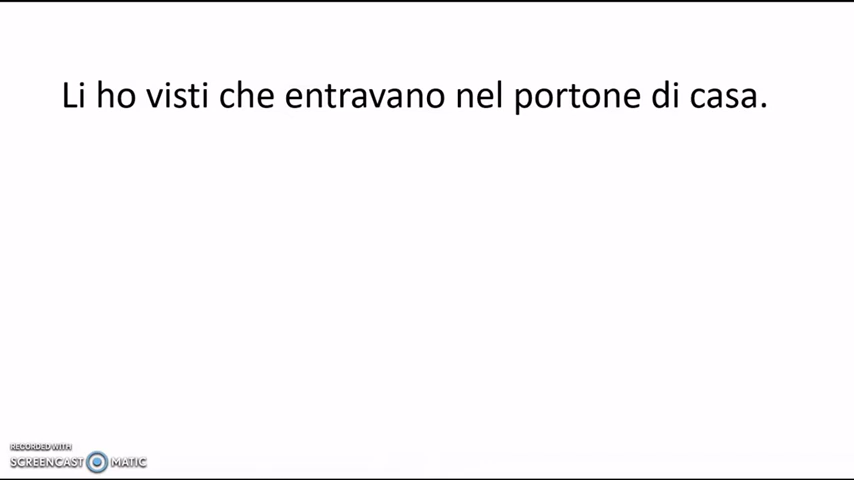 Li ho visti che entravano nel portone di casa.
RECORDED WITH
SCREENCAST MATIC